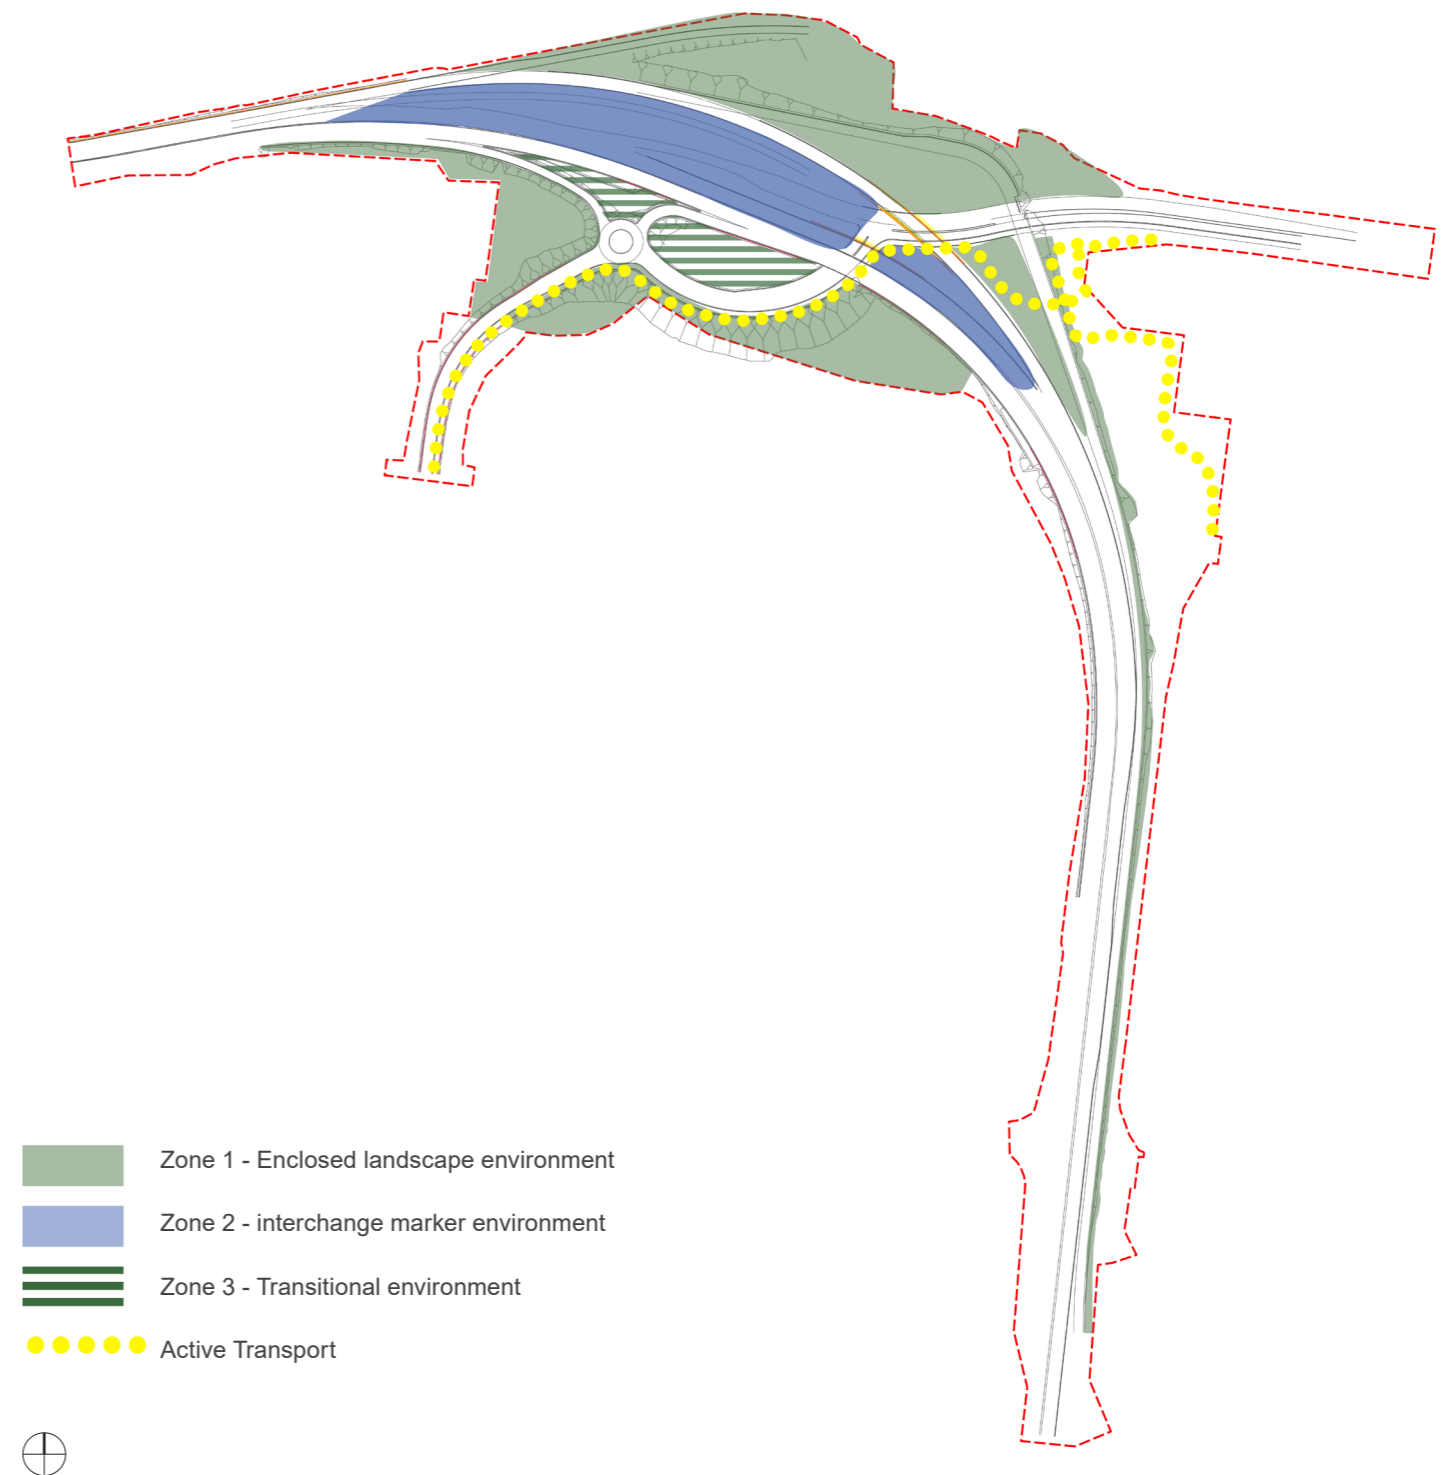 Zone 1 - Enclosed landscape environment
Zone 2 - interchange marker environment
Zone 3 - Transitional environment
Active Transport